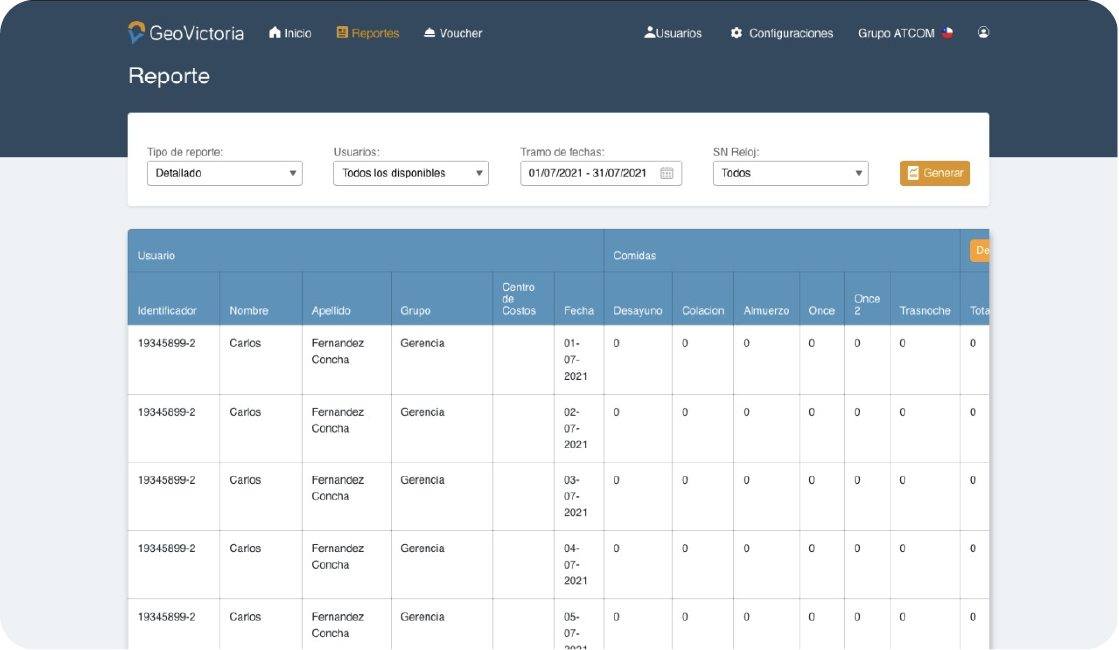 GeoVictoria Inicio Reportes Voucher Usuarios Configuraciones Grupo ATCOM
Reporte
Tipo de reporte: Usuarios: Tramo de fechas: SN Reloj:
Detallado Todos los disponibles 01/07/2021 - 31/07/2021 Todos Generar
Usuario Comidas De
Identificador Nombre Apellido Grupo Centro de Costos Fecha Desayuno Colacion Almuerzo Once Once 2 Trasnoche Tota
19345899-2 Carlos Fernandez Gerencia 01- 0 0 0 0 0 0 0
Concha 07-
2021
19345899-2 Carlos Fernandez Gerencia 02- 0 0 0 0 0 0 0
Concha 07-
2021
19345899-2 Carlos Fernandez Gerencia 03- 0 0 0 0 0 0 0
Concha 07-
2021
19345899-2 Carlos Fernandez Gerencia 04- 0 0 0 0 0 0 0
Concha 07-
2021
19345899-2 Carlos Fernandez Gerencia 05- 0 0 0 0 0 0 0
Concha 07-